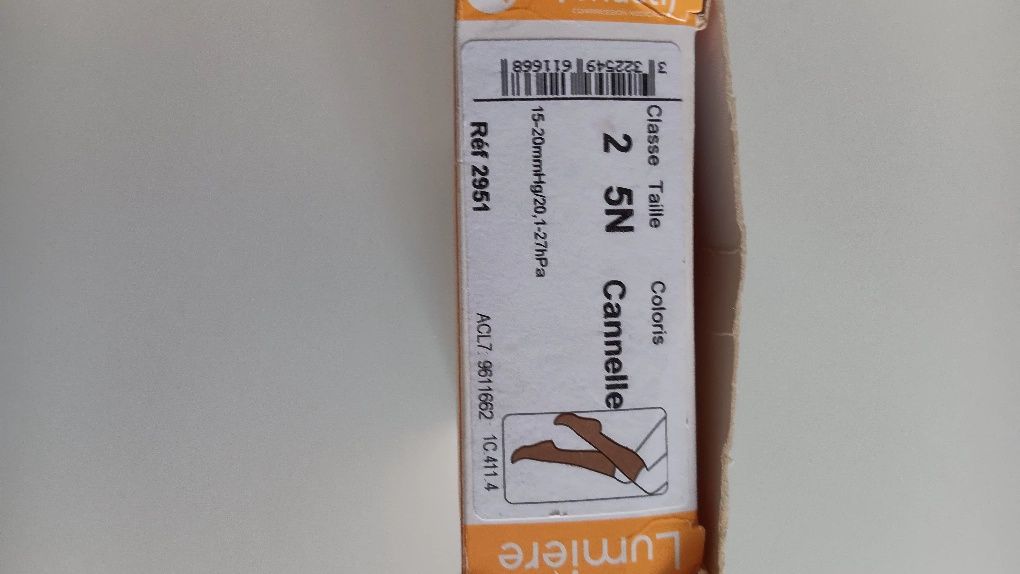 3 322549 611668
Classe Taille Coloris
2 5N Cannelle
15-20mmHg/20,1-27hPa
Réf 2951
ACL7: 9611662 1C.411.4
Lumière